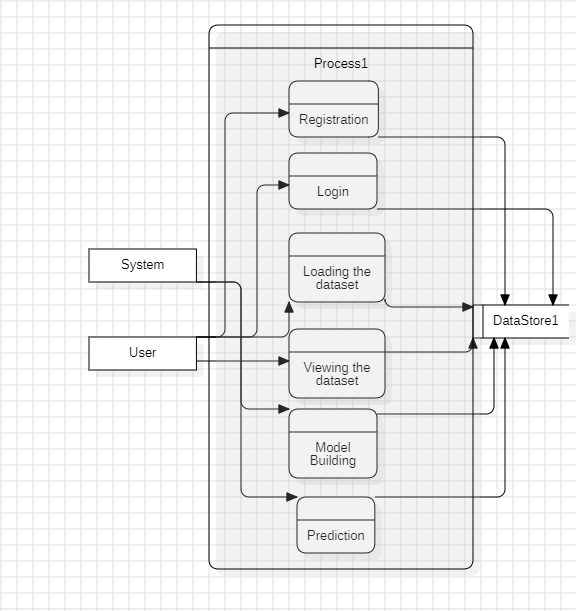 Process1
Registration
Login
System
Loading the
dataset
DataStore1
User
Viewing the
dataset
Model
Building
Prediction